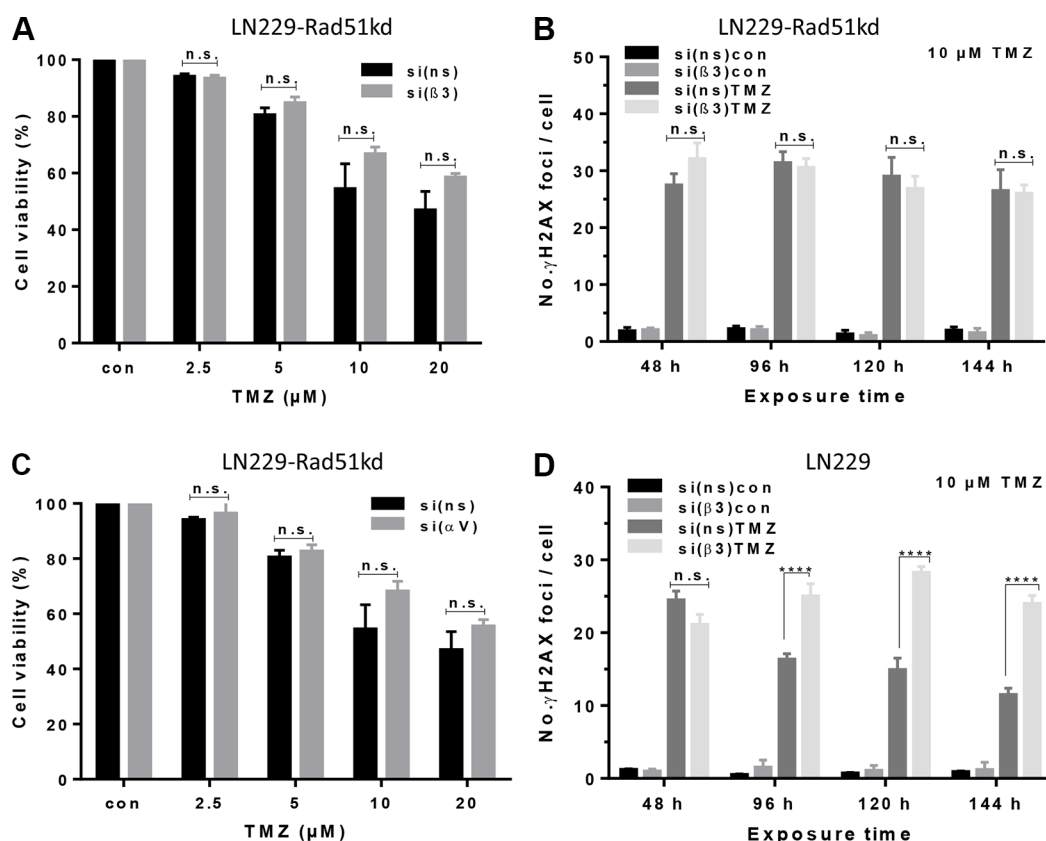 A
LN229-Rad51kd
Cell viability (%)
100
80
60
40
20
0
n.s.
n.s.
n.s.
n.s.
si(ns)
si(ß3)
con
2.5
5
10
20
TMZ (µM)
B
LN229-Rad51kd
si(ns)con
si(ß3)con
si(ns)TMZ
si(ß3)TMZ
10 µM TMZ
No.γH2AX foci / cell
50
40
30
20
10
0
n.s.
n.s.
n.s.
n.s.
48 h
96 h
120 h
144 h
Exposure time
C
LN229-Rad51kd
Cell viability (%)
100
80
60
40
20
0
n.s.
n.s.
n.s.
n.s.
si(ns)
si(αV)
con
2.5
5
10
20
TMZ (µM)
D
LN229
si(ns)con
si(β3)con
si(ns)TMZ
si(β3)TMZ
10 µM TMZ
No.γH2AX foci / cell
40
30
20
10
0
n.s.
****
****
****
48 h
96 h
120 h
144 h
Exposure time